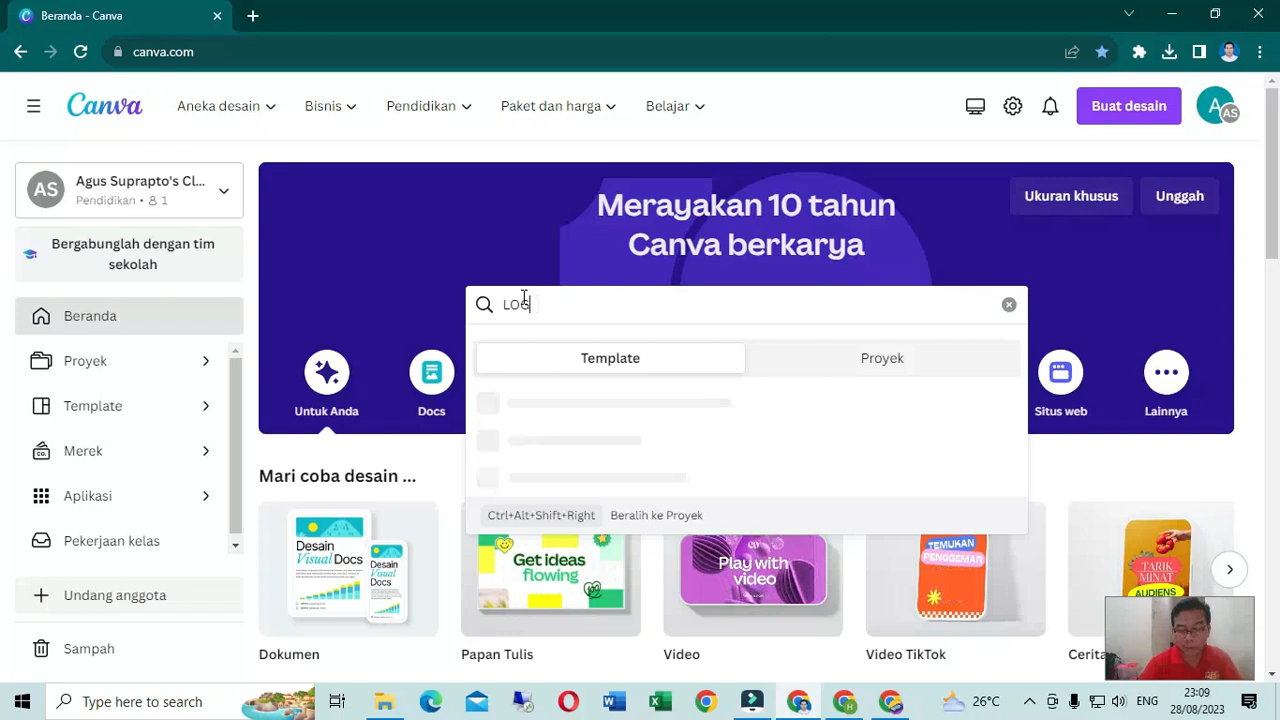 Beranda - Canva
canva.com
Canva
Aneka desain
Bisnis
Pendidikan
Paket dan harga
Belajar
Buat desain
A
AS
AS
Agus Suprapto's Cl...
Pendidikan • 1
Bergabunglah dengan tim
sekolah
Beranda
Proyek
Template
Merek
Aplikasi
Pekerjaan kelas
Undang anggota
Sampah
Merayakan 10 tahun
Canva berkarya
Ukuran khusus
Unggah
LOG
Template
Proyek
Ctrl+Alt+Shift+Right
Beralih ke Proyek
Untuk Anda
Docs
Situs web
Lainnya
Mari coba desain ...
Desain
Visual Docs
Desain
Visual
Docs
Get ideas
flowing
Play with
video
TEMUKAN
PENGGEMAR
TARIK
MINAT
AUDIENS
Dokumen
Papan Tulis
Video
Video TikTok
Cerita
Type here to search
26°C
ENG
23:09
28/08/2023